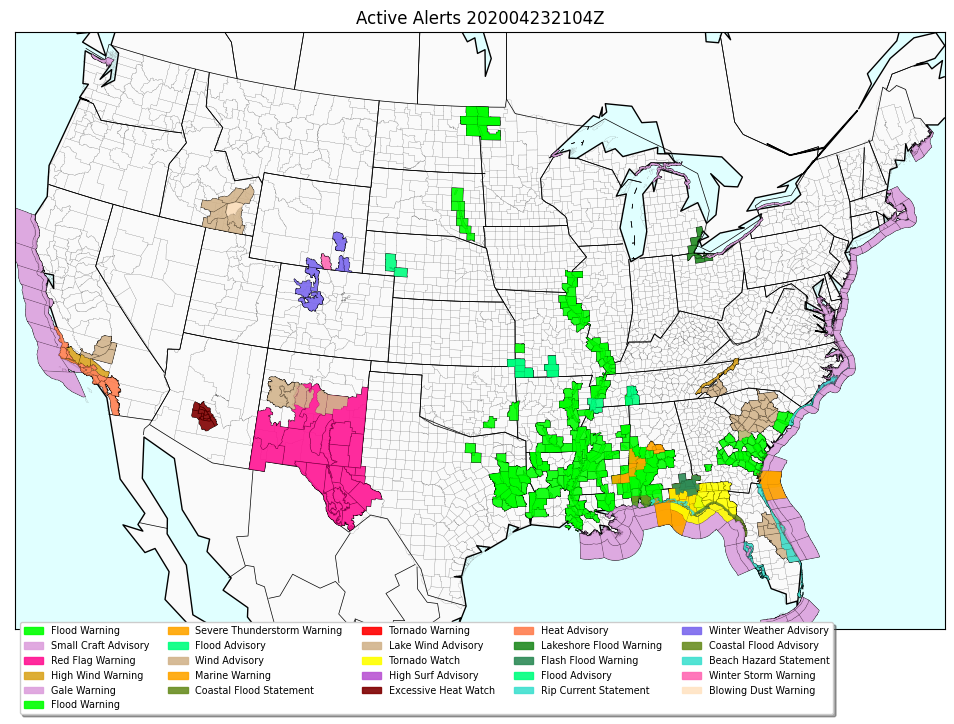 Active Alerts 202004232104Z
Flood Warning
Small Craft Advisory
Red Flag Warning
High Wind Warning
Gale Warning
Flood Warning
Severe Thunderstorm Warning
Flood Advisory
Wind Advisory
Marine Warning
Coastal Flood Statement
Tornado Warning
Lake Wind Advisory
Tornado Watch
High Surf Advisory
Excessive Heat Watch
Heat Advisory
Lakeshore Flood Warning
Flash Flood Warning
Flood Advisory
Rip Current Statement
Winter Weather Advisory
Coastal Flood Advisory
Beach Hazard Statement
Winter Storm Warning
Blowing Dust Warning